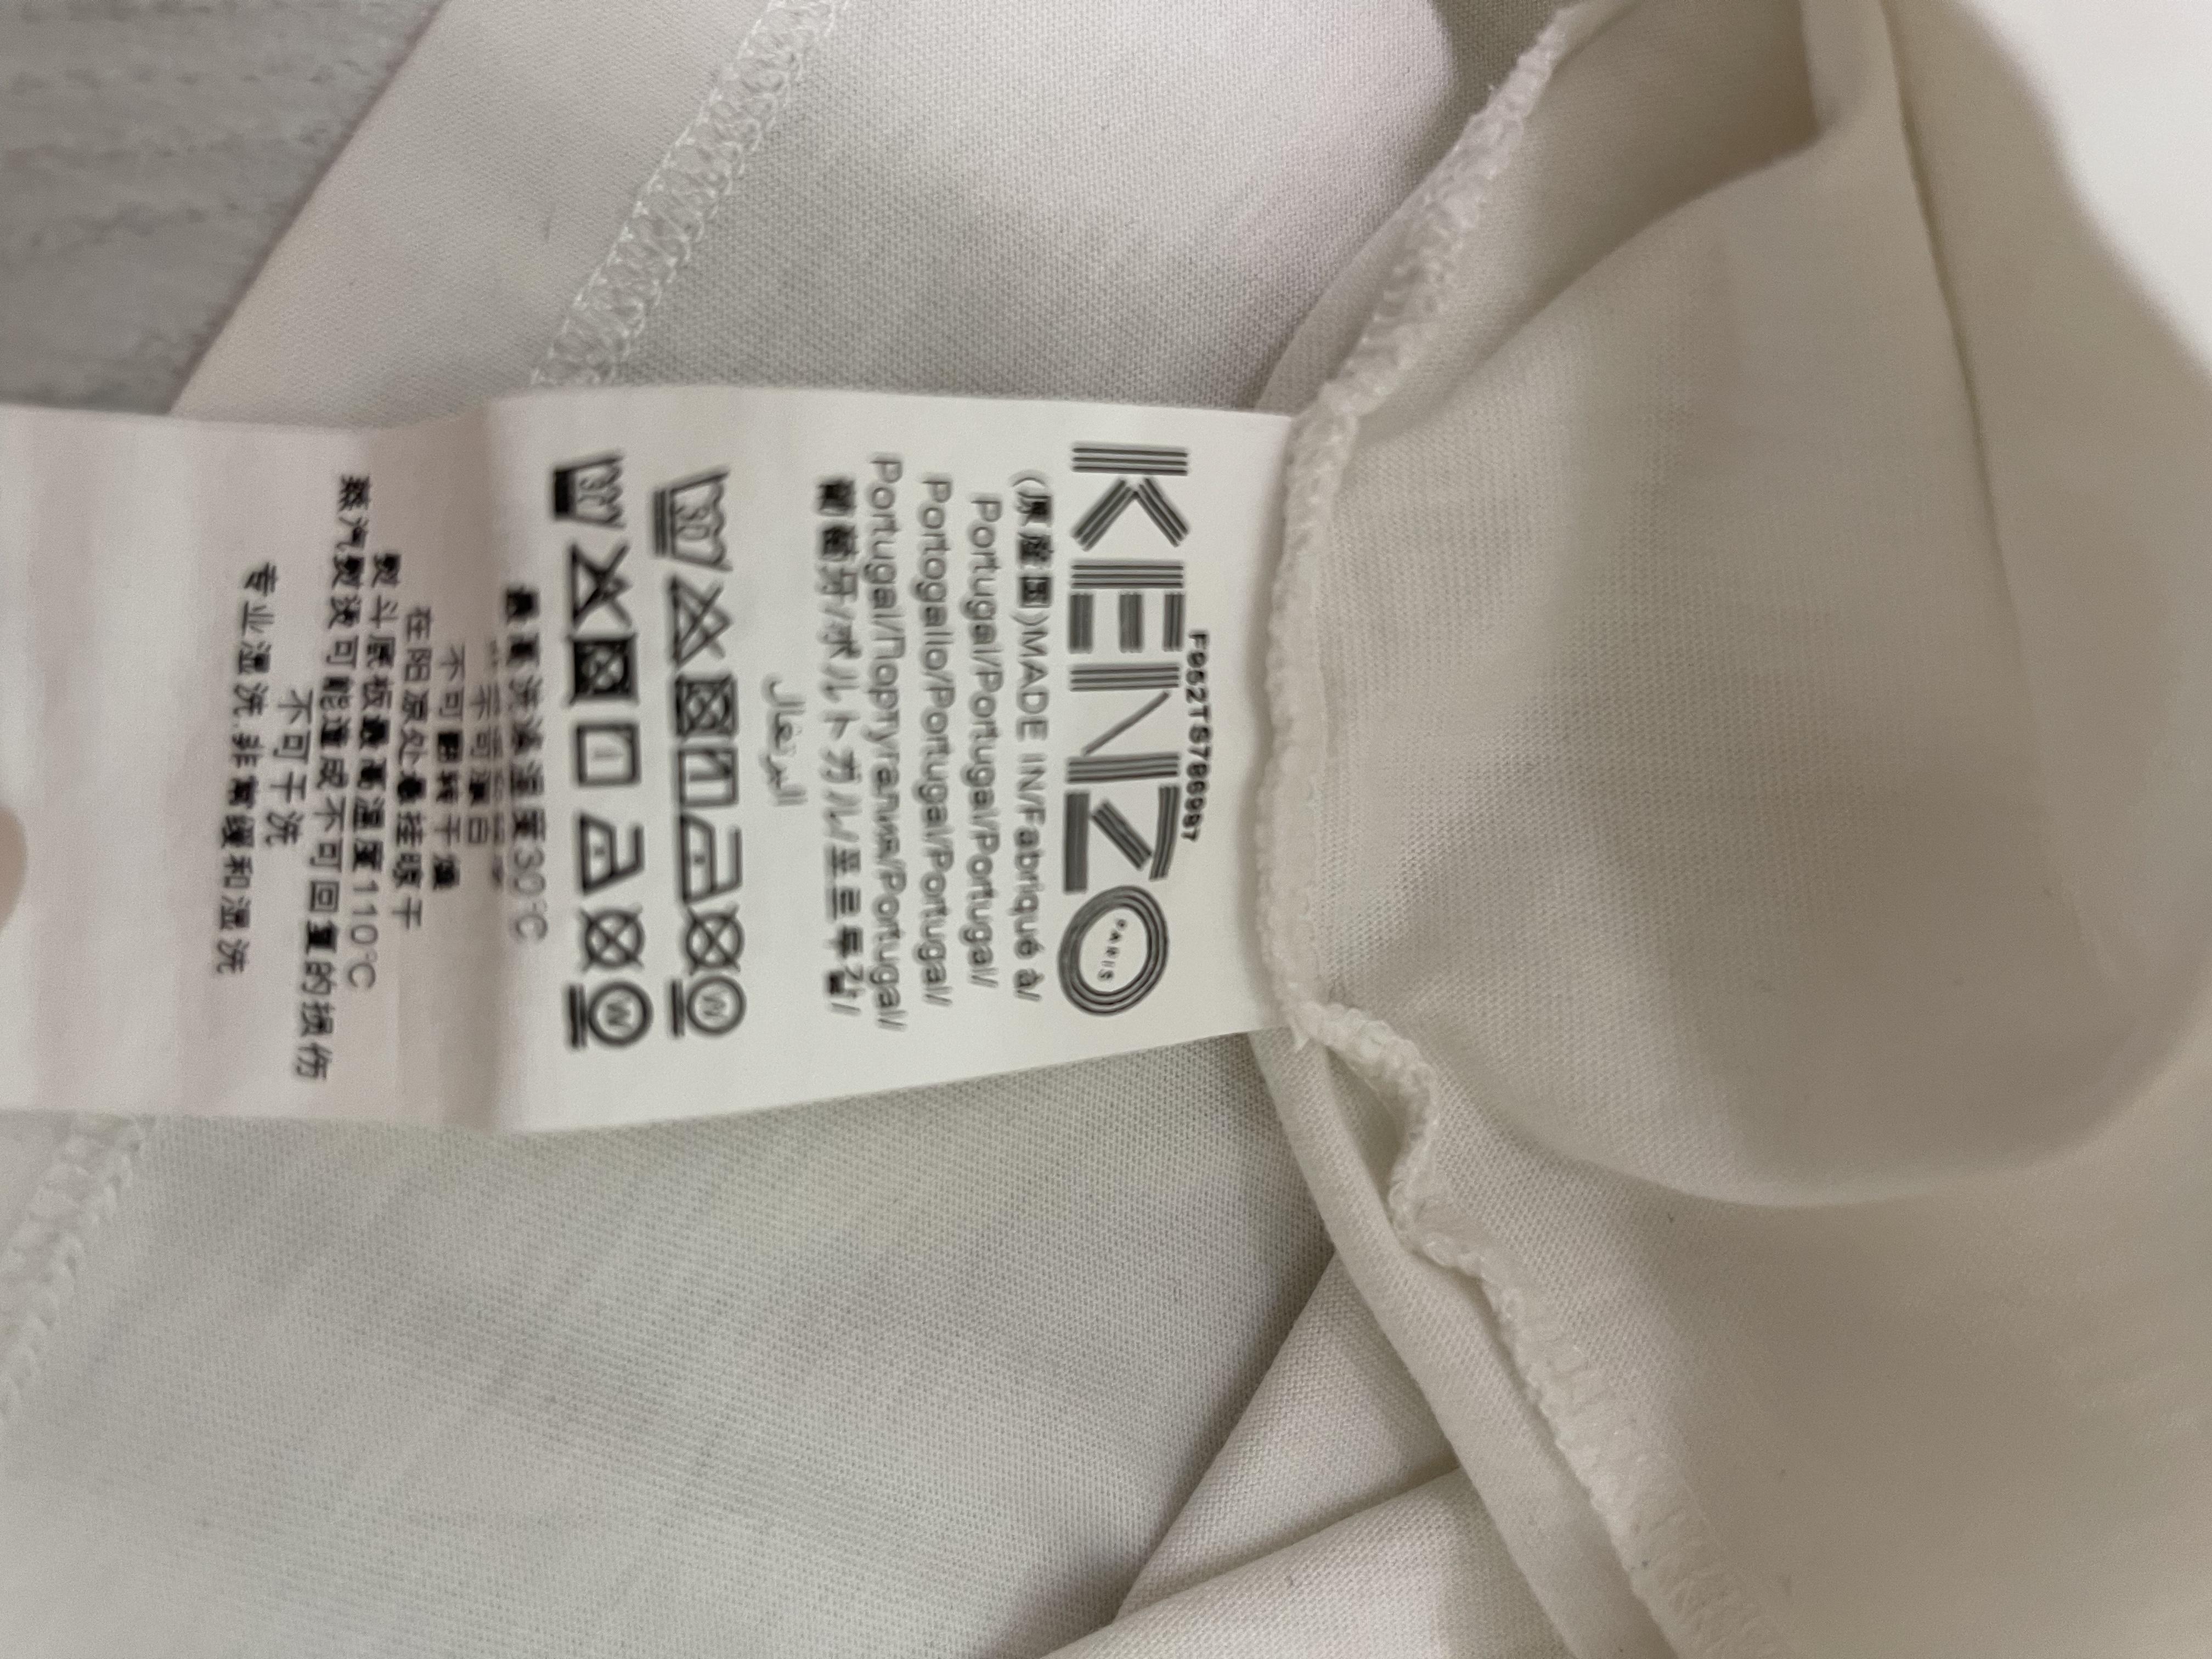 F952TS7866997
KENZO
PARIS
(原産国)MADE IN/Fabriqué à/
Portugal/Portugal/Portugal/
Portogallo/Portugal/Portugal/
Portugal/Португалия/Portugal/
葡萄牙/ポルトガル/포르투갈/
البرتغال
30 W
30 W
最高洗涤温度30°C
不可漂白
不可翻转干燥
在阴凉处悬挂晾干
熨斗底板最高温度110°C
蒸汽熨烫可能造成不可回复的损伤
不可干洗
专业湿洗 非常缓和湿洗